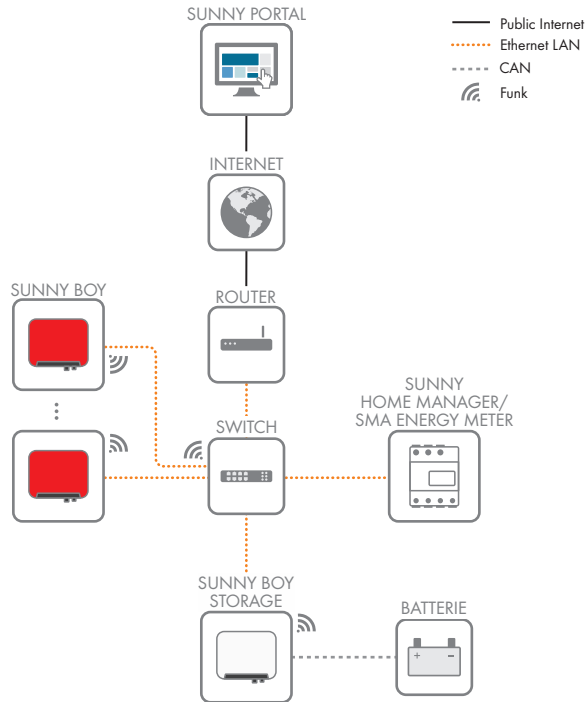 SUNNY PORTAL
Public Internet
Ethernet LAN
CAN
Funk
INTERNET
SUNNY BOY
ROUTER
SUNNY
HOME MANAGER/
SMA ENERGY METER
SWITCH
SUNNY BOY
STORAGE
BATTERIE
+ −